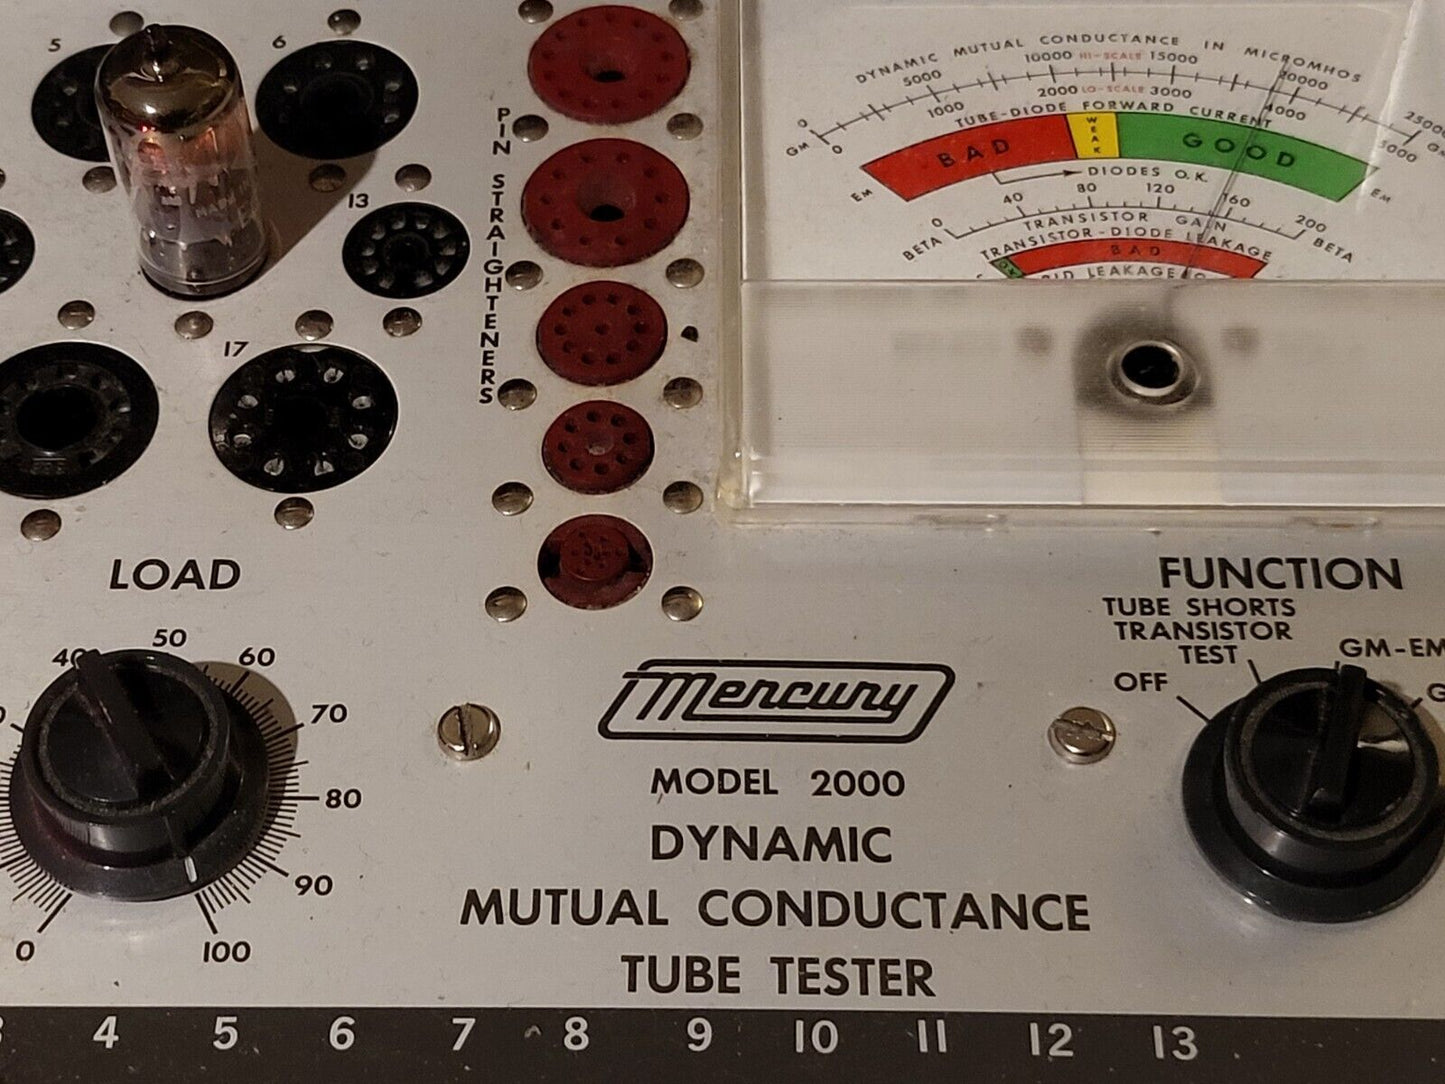 5
6
13
17
PIN STRAIGHTENERS
DYNAMIC MUTUAL CONDUCTANCE IN MICROMHOS
0 5000 10000 HI-SCALE 15000 20000 25000
GM 0 1000 2000 LO-SCALE 3000 4000 5000
TUBE-DIODE FORWARD CURRENT
BAD WEAK GOOD
EM DIODES O.K. EM
0 40 80 120 160 200
BETA TRANSISTOR GAIN BETA
TRANSISTOR-DIODE LEAKAGE
BAD
LEAKAGE
LOAD
40 50 60 70 80 90 100
0
FUNCTION
TUBE SHORTS
TRANSISTOR
TEST
OFF
GM-EM
Mercury
MODEL 2000
DYNAMIC
MUTUAL CONDUCTANCE
TUBE TESTER
4 5 6 7 8 9 10 11 12 13